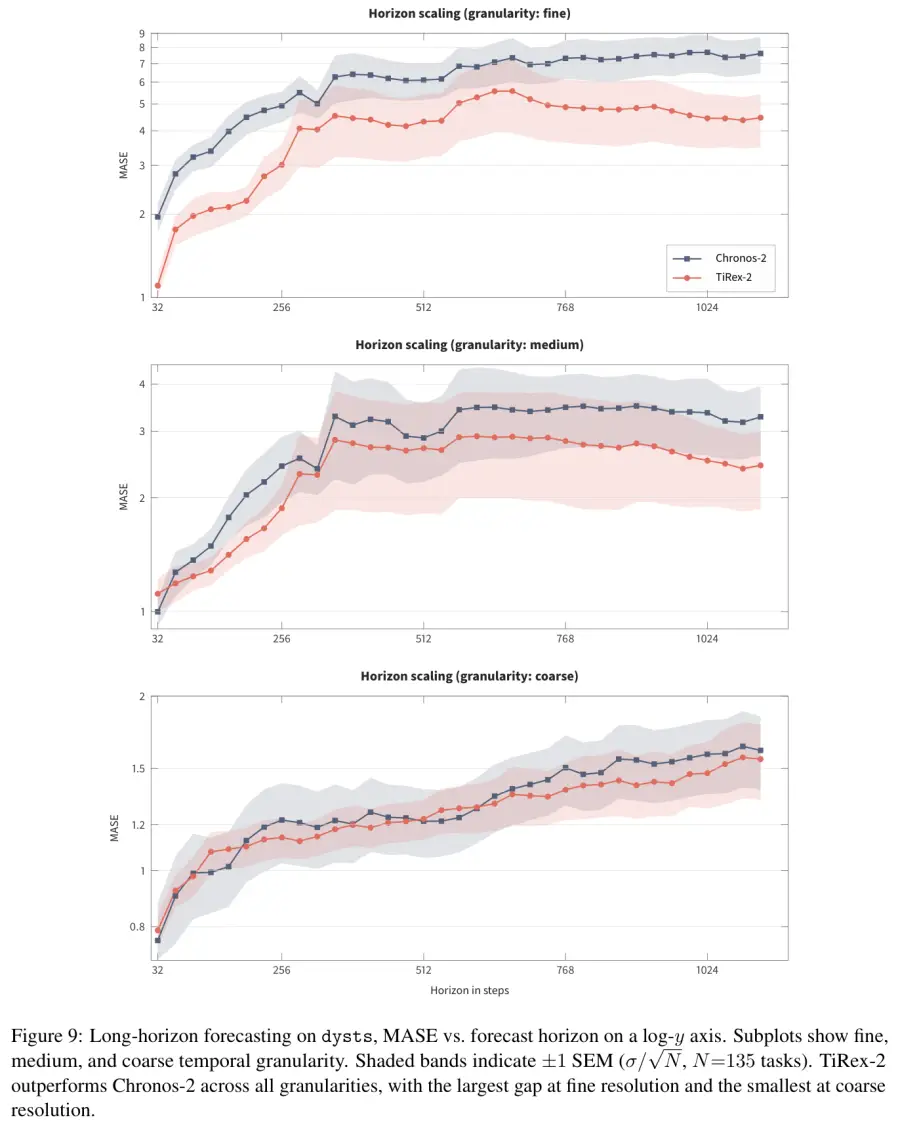 Horizon scaling (granularity: fine)
9
8
7
6
5
4
3
2
1
MASE
32
256
512
768
1024
Chronos-2
TiRex-2
Horizon scaling (granularity: medium)
4
3
2
1
MASE
32
256
512
768
1024
Horizon scaling (granularity: coarse)
2
1.5
1.2
1
0.8
MASE
32
256
512
768
1024
Horizon in steps
Figure 9: Long-horizon forecasting on dysts, MASE vs. forecast horizon on a log-y axis. Subplots show fine,
medium, and coarse temporal granularity. Shaded bands indicate ±1 SEM (σ/√N, N=135 tasks). TiRex-2
outperforms Chronos-2 across all granularities, with the largest gap at fine resolution and the smallest at coarse
resolution.